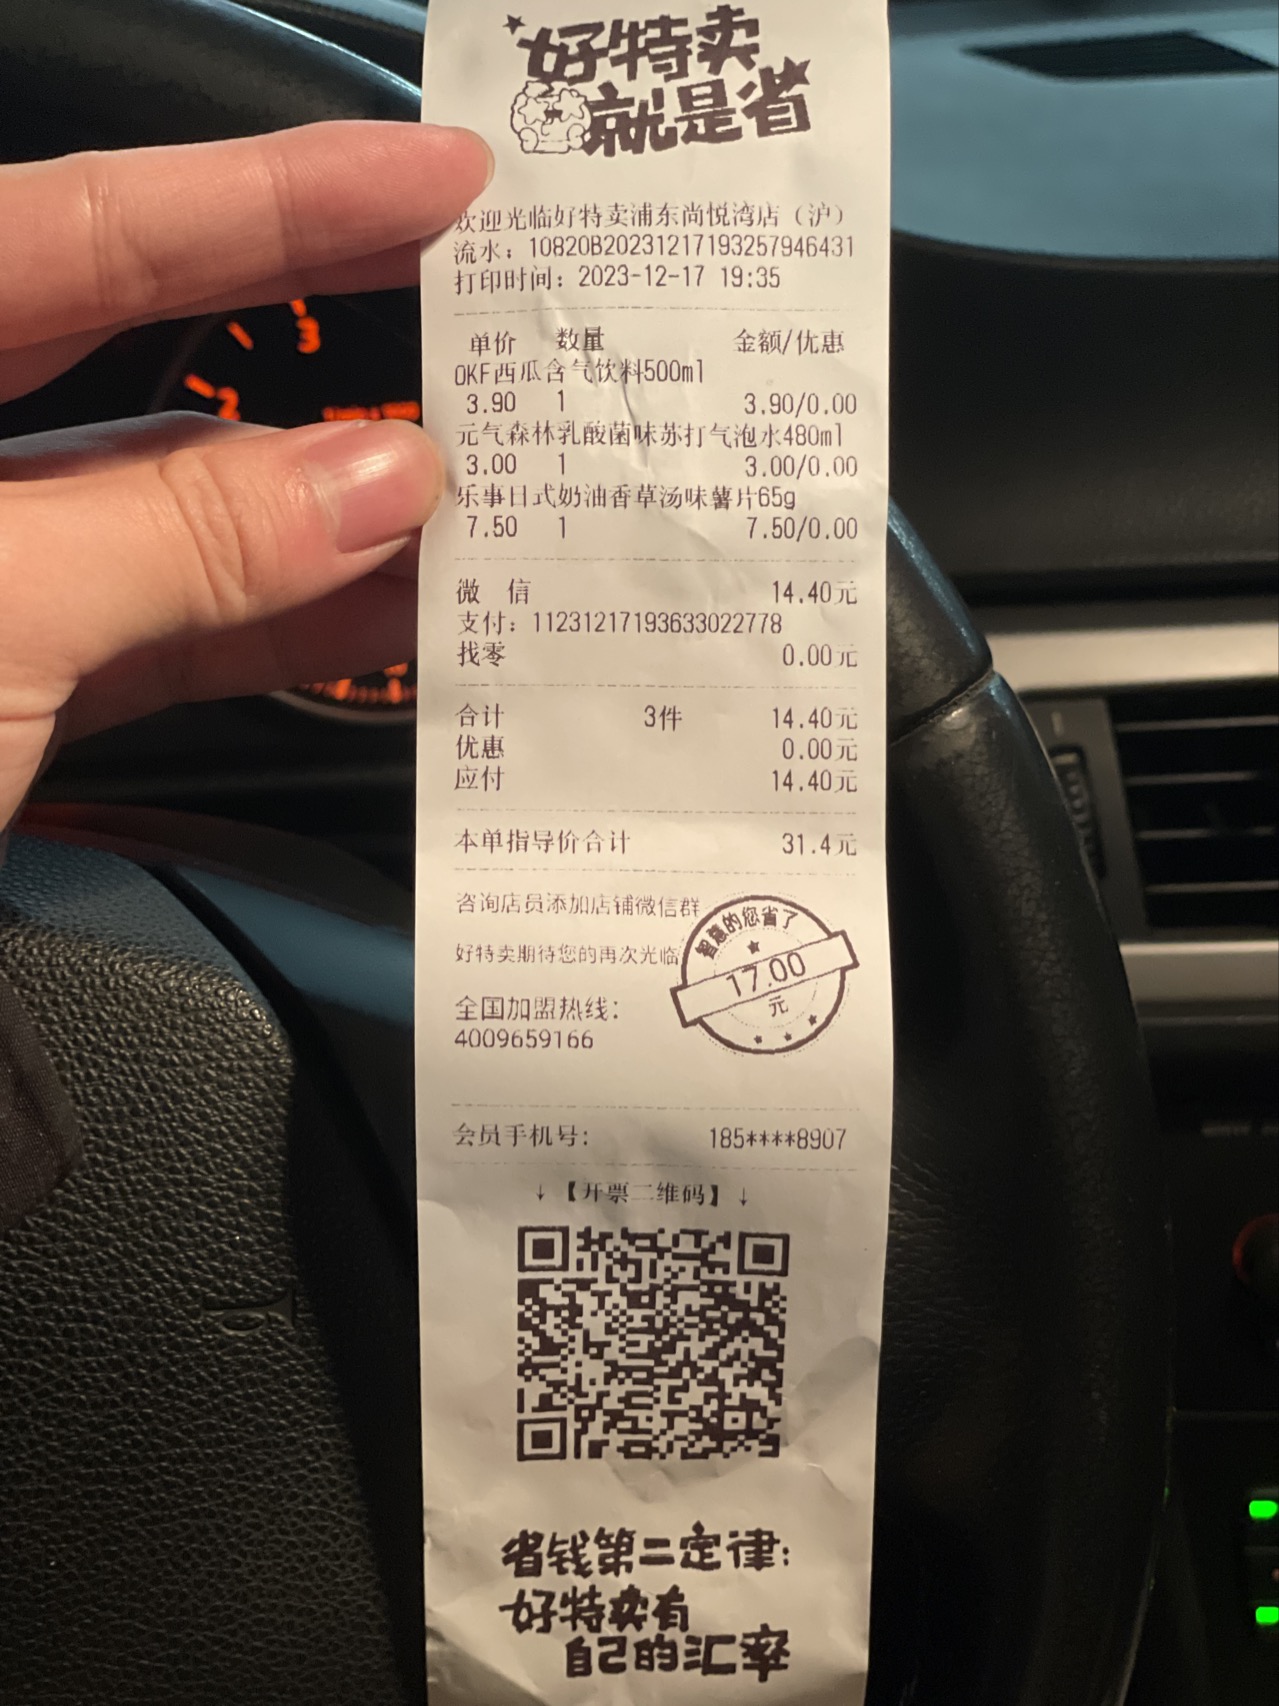 好特卖
就是省
欢迎光临好特卖浦东尚悦湾店（沪）
流水：10820B20231217193257946431
打印时间：2023-12-17 19:35
单价 数量 金额/优惠
OKF西瓜含气饮料500ml
3.90 1 3.90/0.00
元气森林乳酸菌味苏打气泡水480ml
3.00 1 3.00/0.00
乐事日式奶油香草汤味薯片65g
7.50 1 7.50/0.00
微 信 14.40元
支付：11231217193633022778
找零 0.00元
合计 3件 14.40元
优惠 0.00元
应付 14.40元
本单指导价合计 31.4元
咨询店员添加店铺微信群
好特卖期待您的再次光临
智慧的您省了
17.00
元
全国加盟热线：
4009659166
会员手机号： 185****8907
↓【开票二维码】↓
省钱第二定律：
好特卖有
自己的汇率
3
2